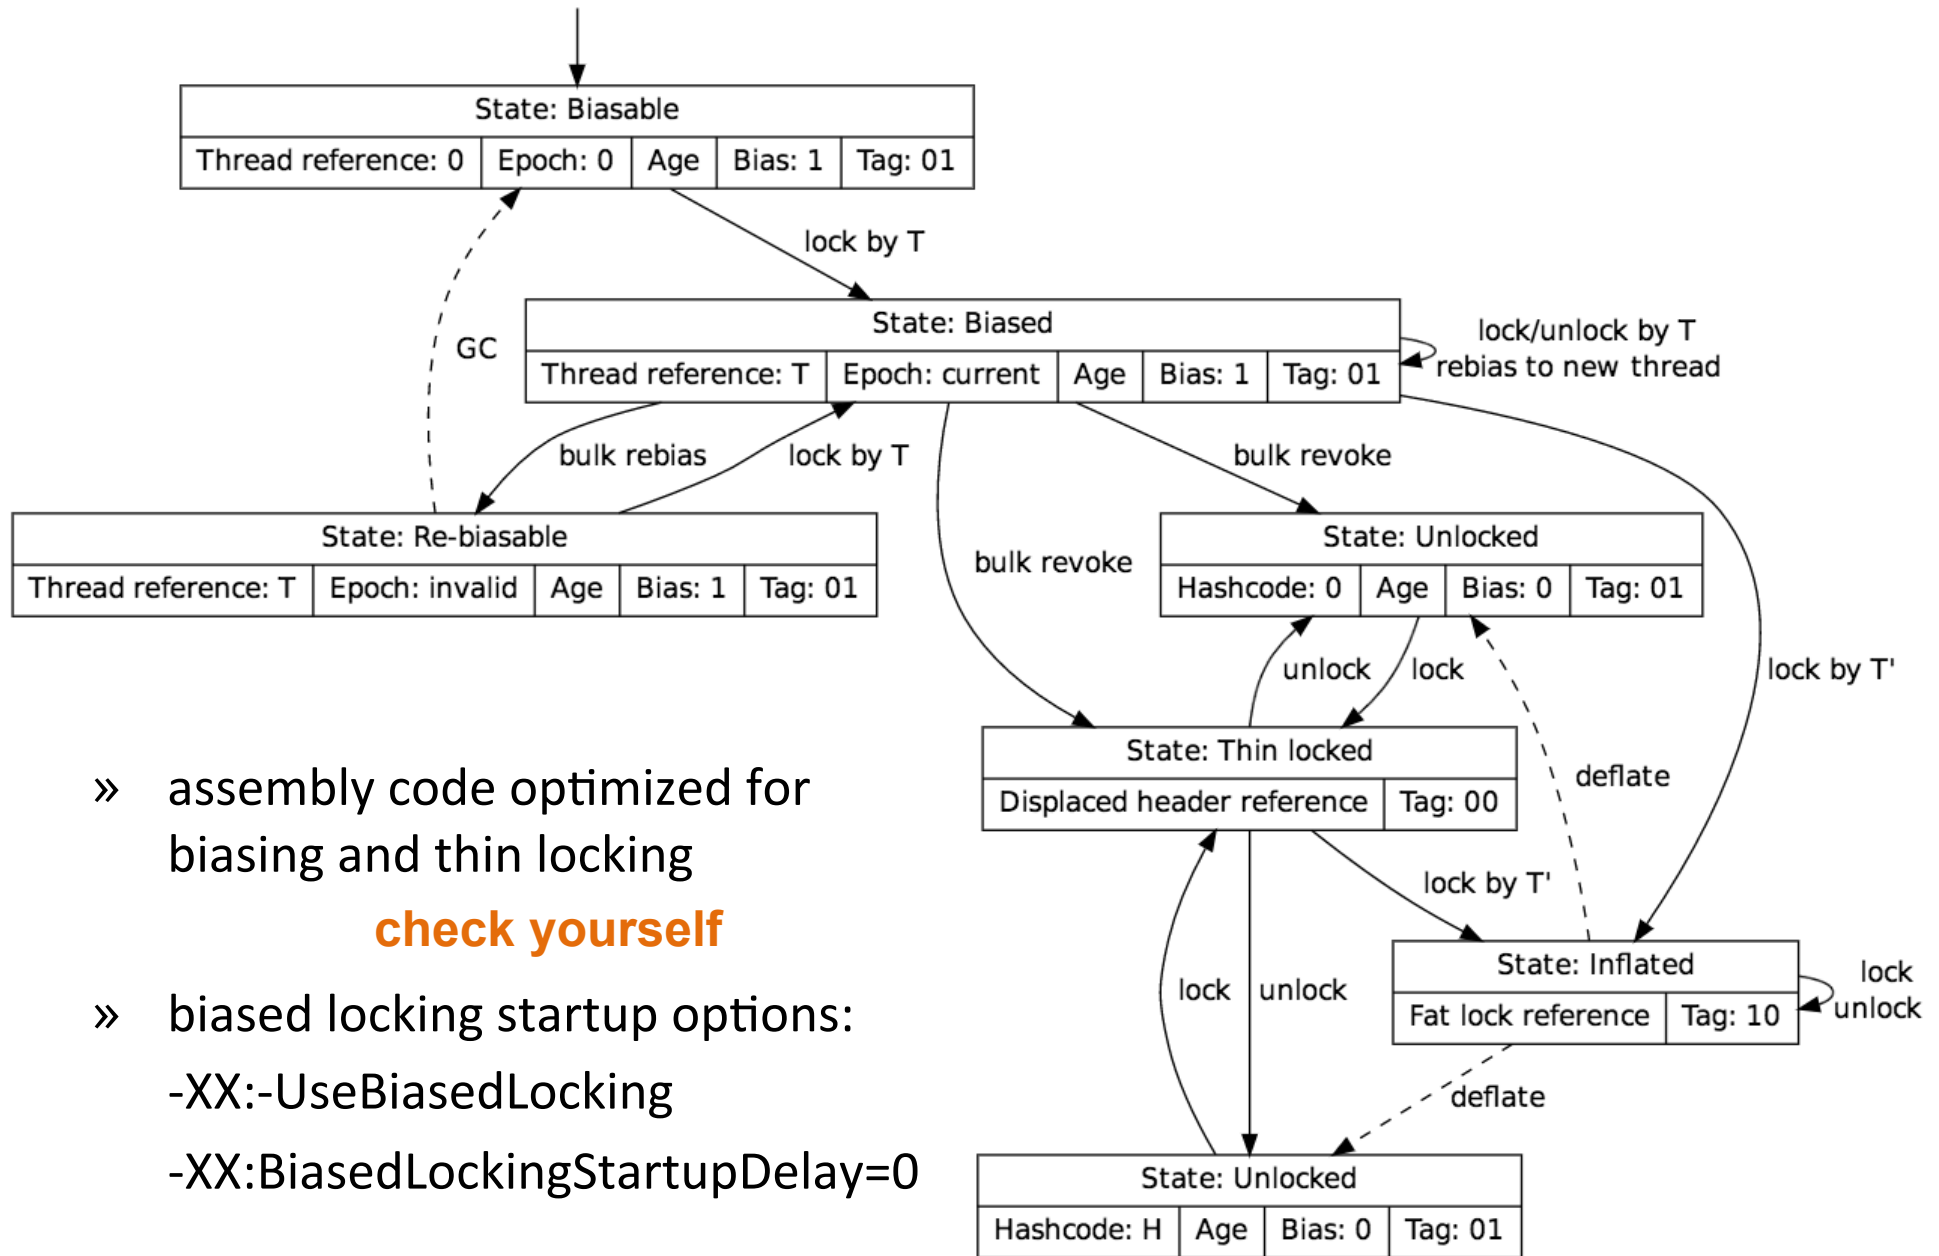 State: Biasable
Thread reference: 0 Epoch: 0 Age Bias: 1 Tag: 01
lock by T
State: Biased
Thread reference: T Epoch: current Age Bias: 1 Tag: 01
lock/unlock by T
rebias to new thread
GC
bulk rebias
lock by T
bulk revoke
State: Re-biasable
Thread reference: T Epoch: invalid Age Bias: 1 Tag: 01
bulk revoke
State: Unlocked
Hashcode: 0 Age Bias: 0 Tag: 01
unlock
lock
lock by T'
State: Thin locked
Displaced header reference Tag: 00
deflate
lock by T'
State: Inflated
Fat lock reference Tag: 10
lock
unlock
lock
unlock
deflate
State: Unlocked
Hashcode: H Age Bias: 0 Tag: 01
» assembly code optimized for
biasing and thin locking
check yourself
» biased locking startup options:
-XX:-UseBiasedLocking
-XX:BiasedLockingStartupDelay=0